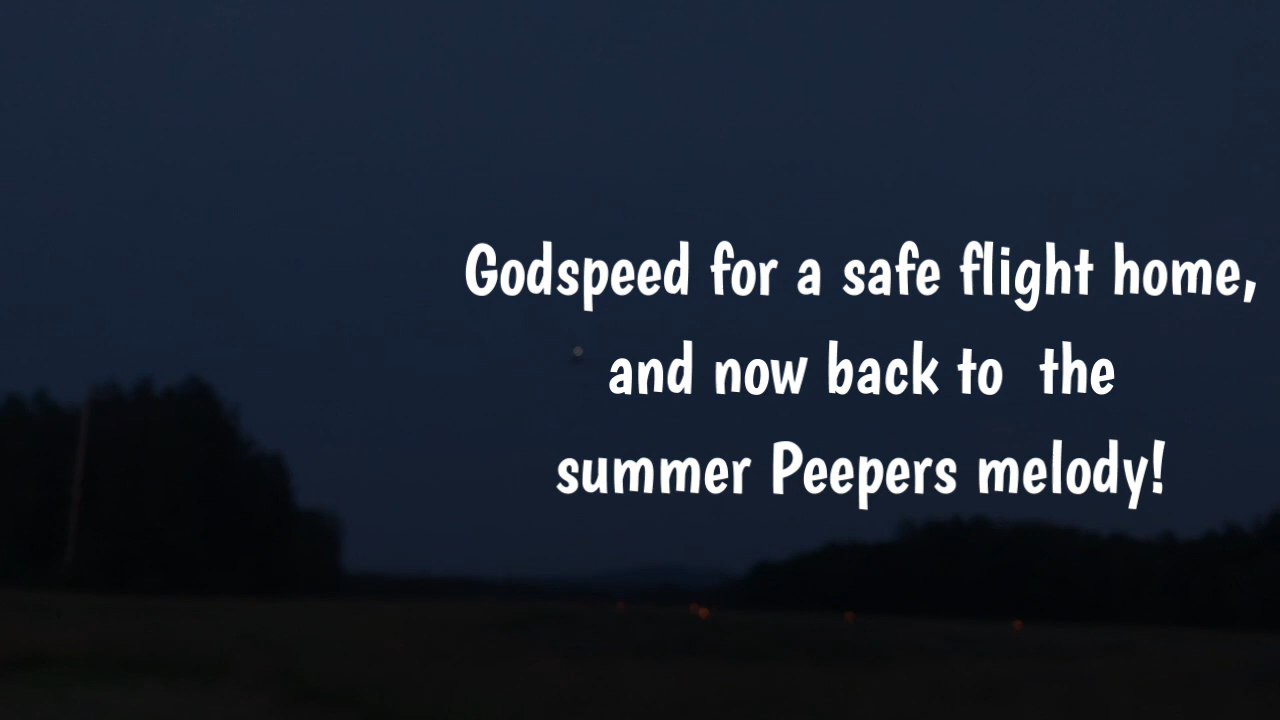 Godspeed for a safe flight home,
and now back to  the
summer Peepers melody!